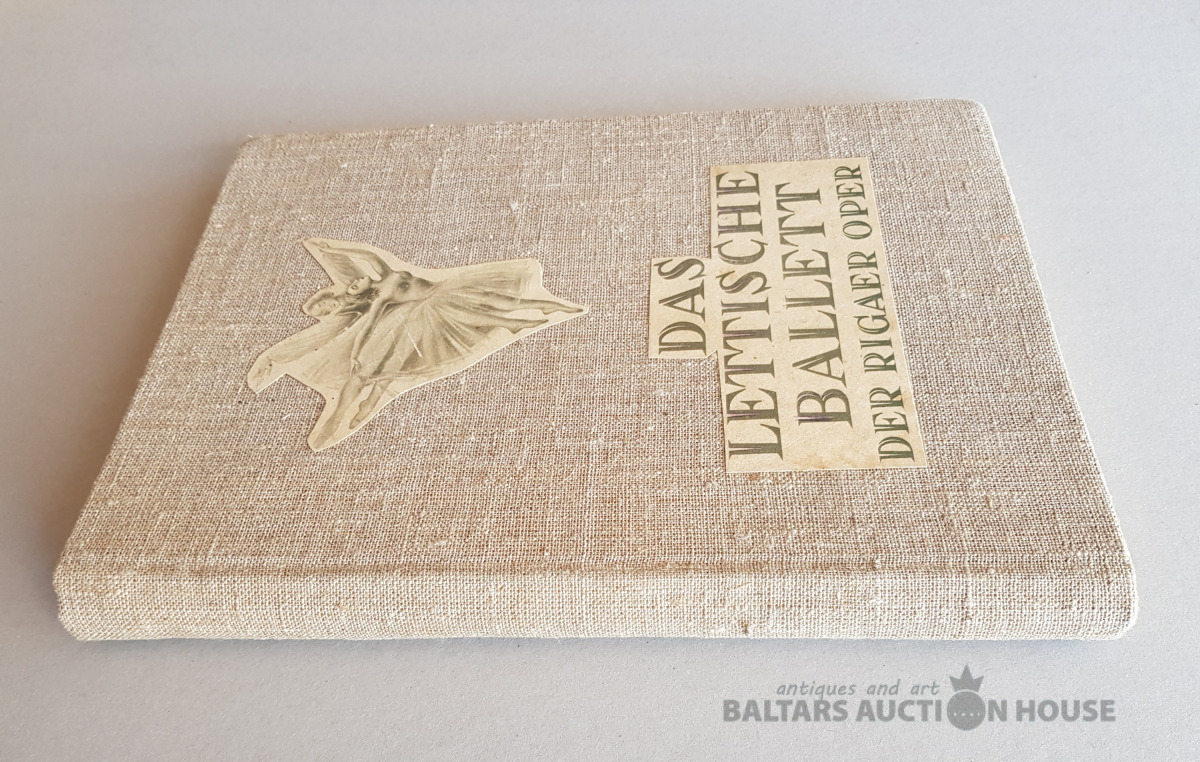 DAS
LETTISCHE
BALLETT
DER RIGAER OPER
antiques and art
BALTARS AUCTION HOUSE